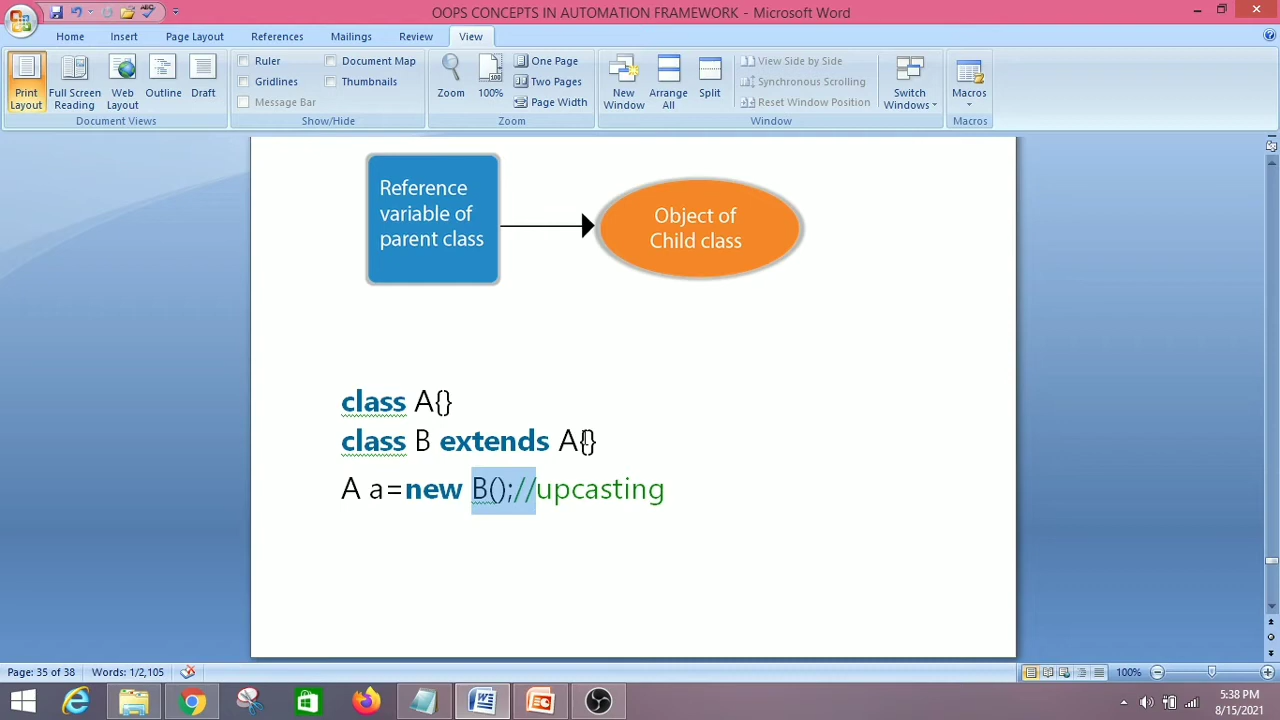 OOPS CONCEPTS IN AUTOMATION FRAMEWORK - Microsoft Word
Home Insert Page Layout References Mailings Review View
Print Layout
Full Screen Reading
Web Layout
Outline
Draft
Document Views
Ruler
Gridlines
Message Bar
Document Map
Thumbnails
Show/Hide
Zoom
100%
One Page
Two Pages
Page Width
Zoom
New Window
Arrange All
Split
View Side by Side
Synchronous Scrolling
Reset Window Position
Switch Windows
Window
Macros
Macros
Reference
variable of
parent class
Object of
Child class
class A{}
class B extends A{}
A a=new B();//upcasting
Page: 35 of 38 Words: 1/2,105 100%
5:38 PM
8/15/2021